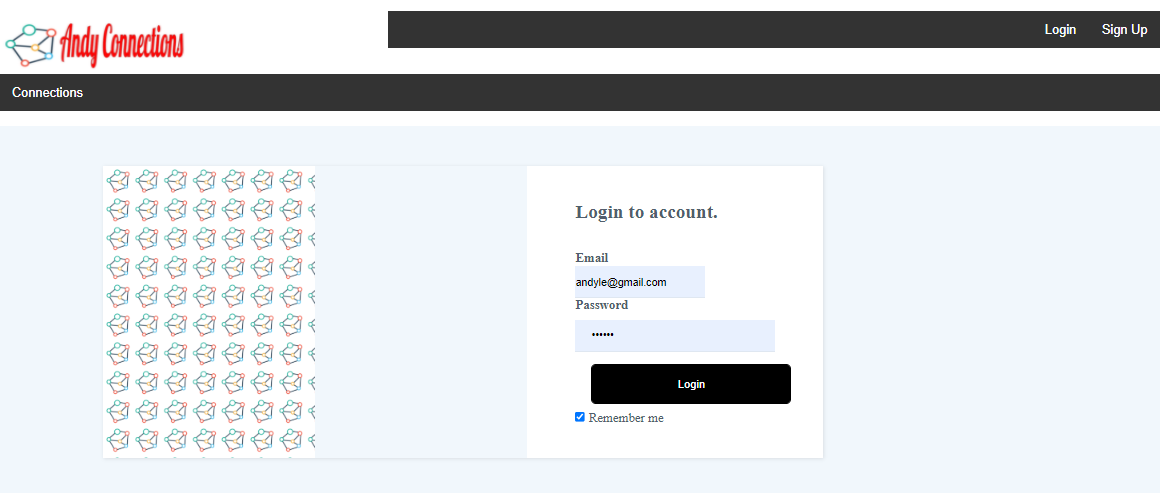 Andy Connections
Login Sign Up
Connections
Login to account.
Email
andyle@gmail.com
Password
••••••
Login
Remember me